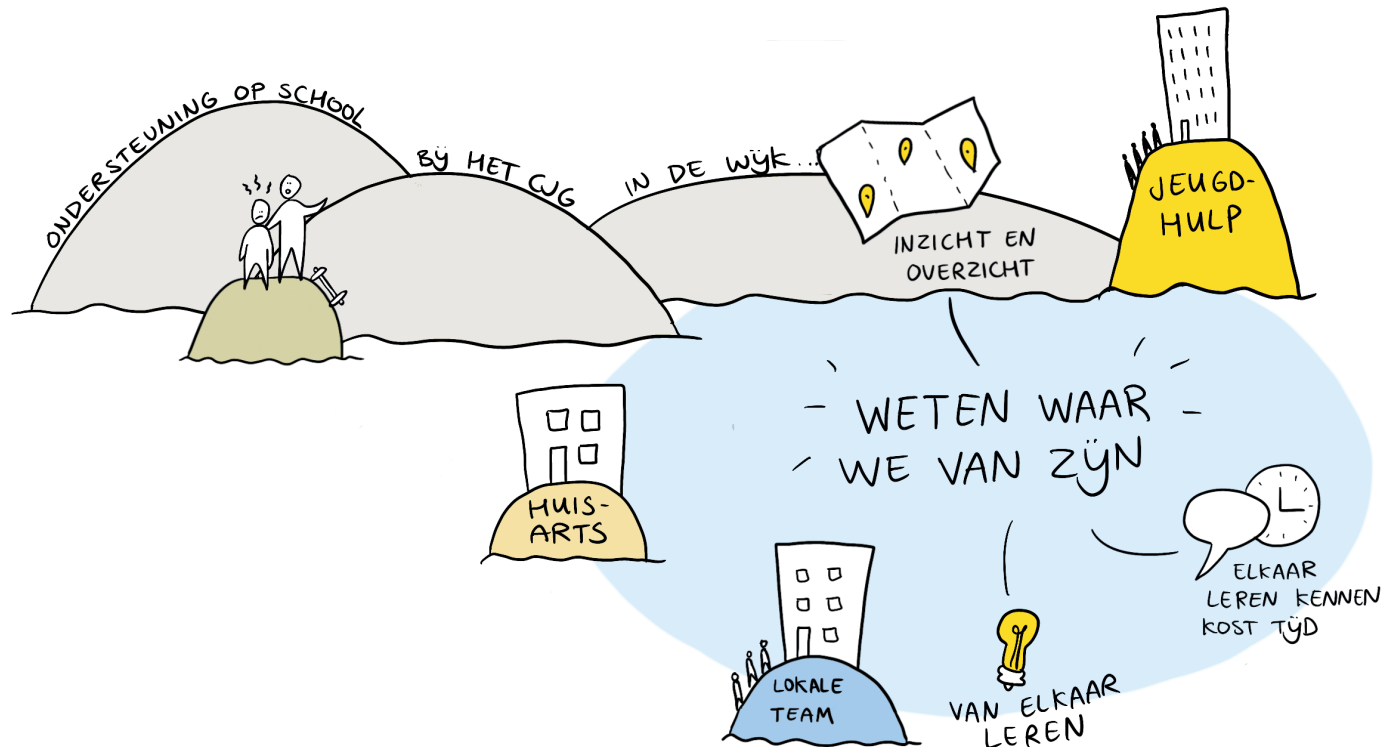 ONDERSTEUNING OP SCHOOL
BIJ HET CJG
IN DE WIJK...
INZICHT EN
OVERZICHT
JEUGD-
HULP
WETEN WAAR
WE VAN ZIJN
HUIS-
ARTS
ELKAAR
LEREN KENNEN
KOST TIJD
LOKALE
TEAM
VAN ELKAAR
LEREN